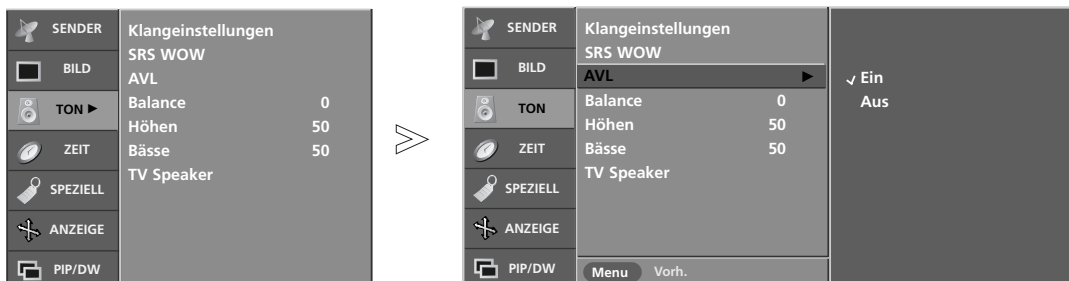 SENDER
BILD
TON ►
ZEIT
SPEZIELL
ANZEIGE
PIP/DW
Klangeinstellungen
SRS WOW
AVL
Balance 0
Höhen 50
Bässe 50
TV Speaker
SENDER
BILD
TON
ZEIT
SPEZIELL
ANZEIGE
PIP/DW
Klangeinstellungen
SRS WOW
AVL ►
Balance 0
Höhen 50
Bässe 50
TV Speaker
Menu Vorh.
✓ Ein
Aus